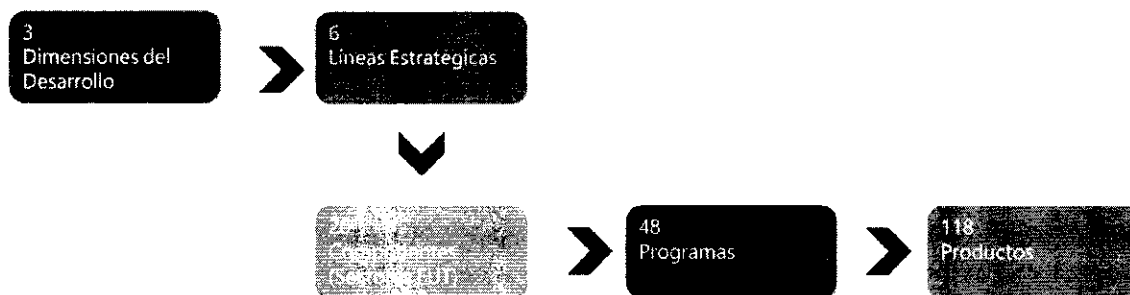 3
Dimensiones del
Desarrollo
6
Líneas Estratégicas
48
Programas
118
Productos